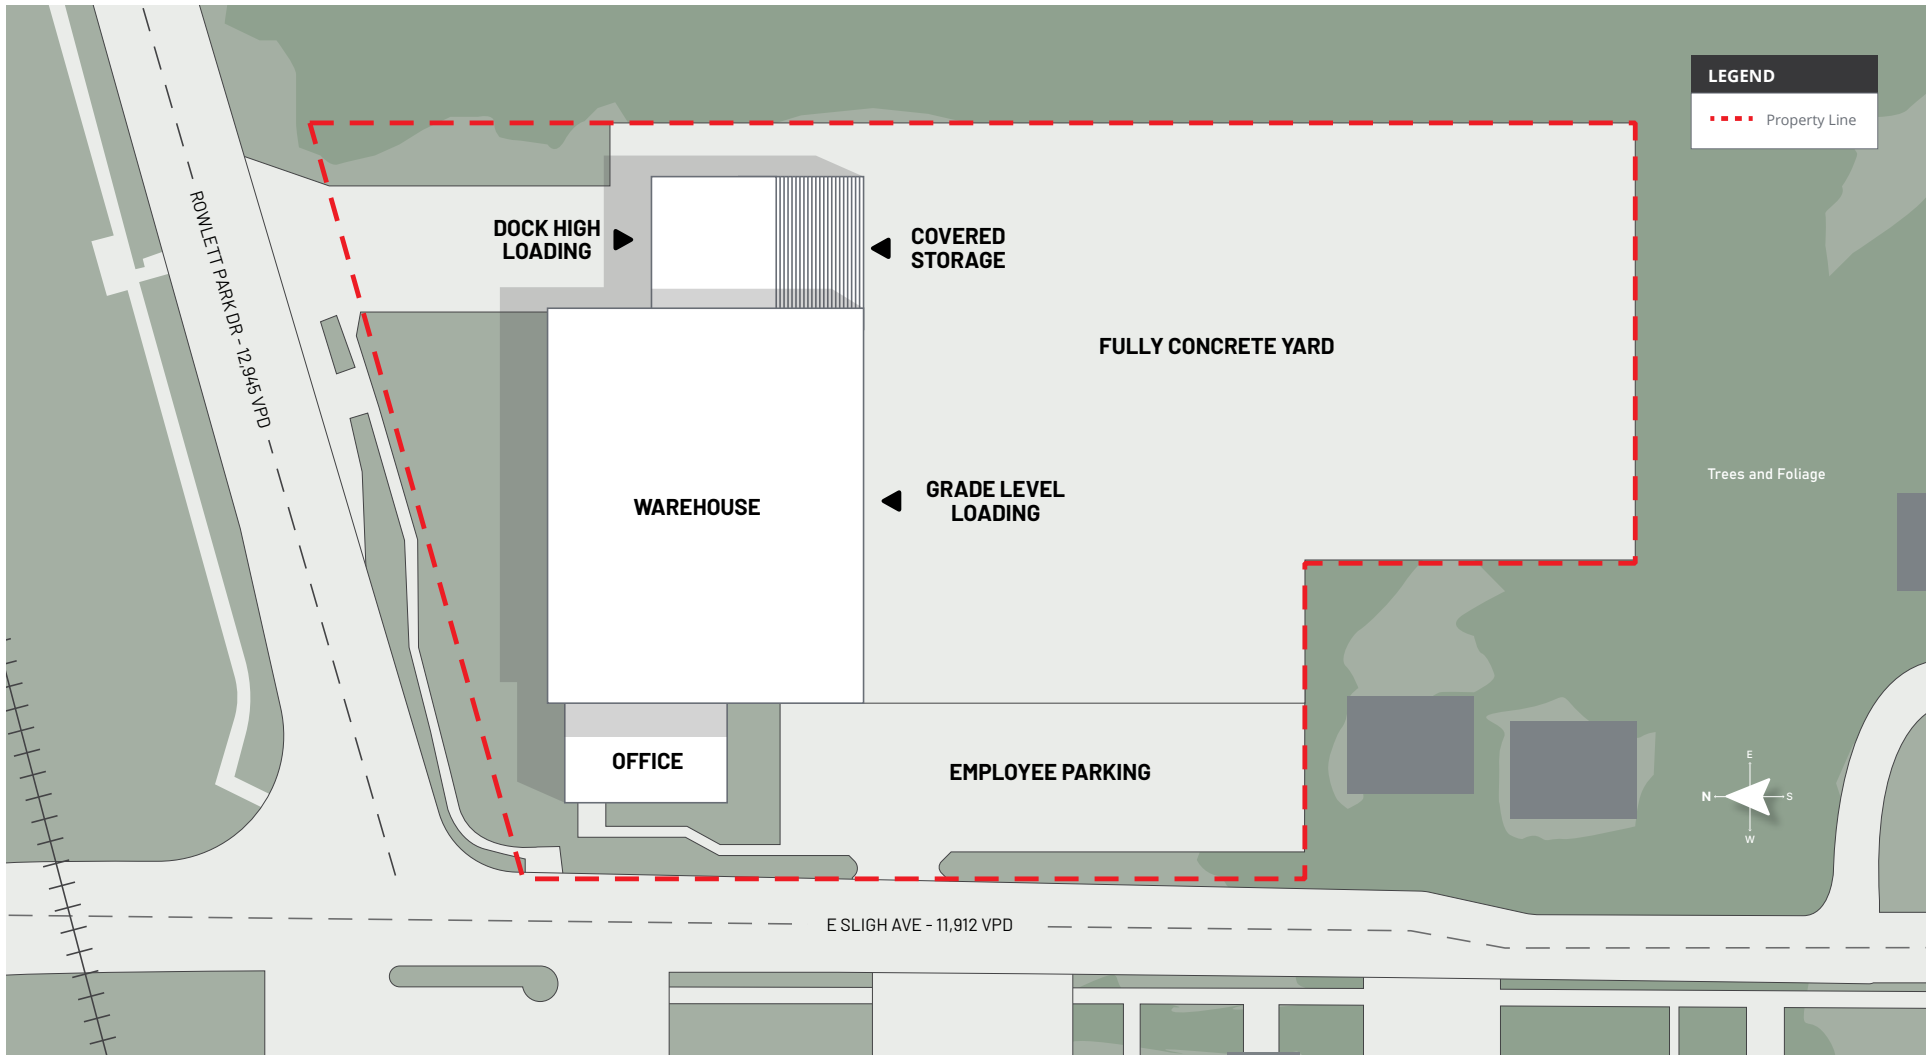 LEGEND
Property Line
ROWLETT PARK DR - 12,945 VPD
DOCK HIGH
LOADING
COVERED
STORAGE
FULLY CONCRETE YARD
Trees and Foliage
WAREHOUSE
GRADE LEVEL
LOADING
OFFICE
EMPLOYEE PARKING
E
N
S
W
E SLIGH AVE - 11,912 VPD